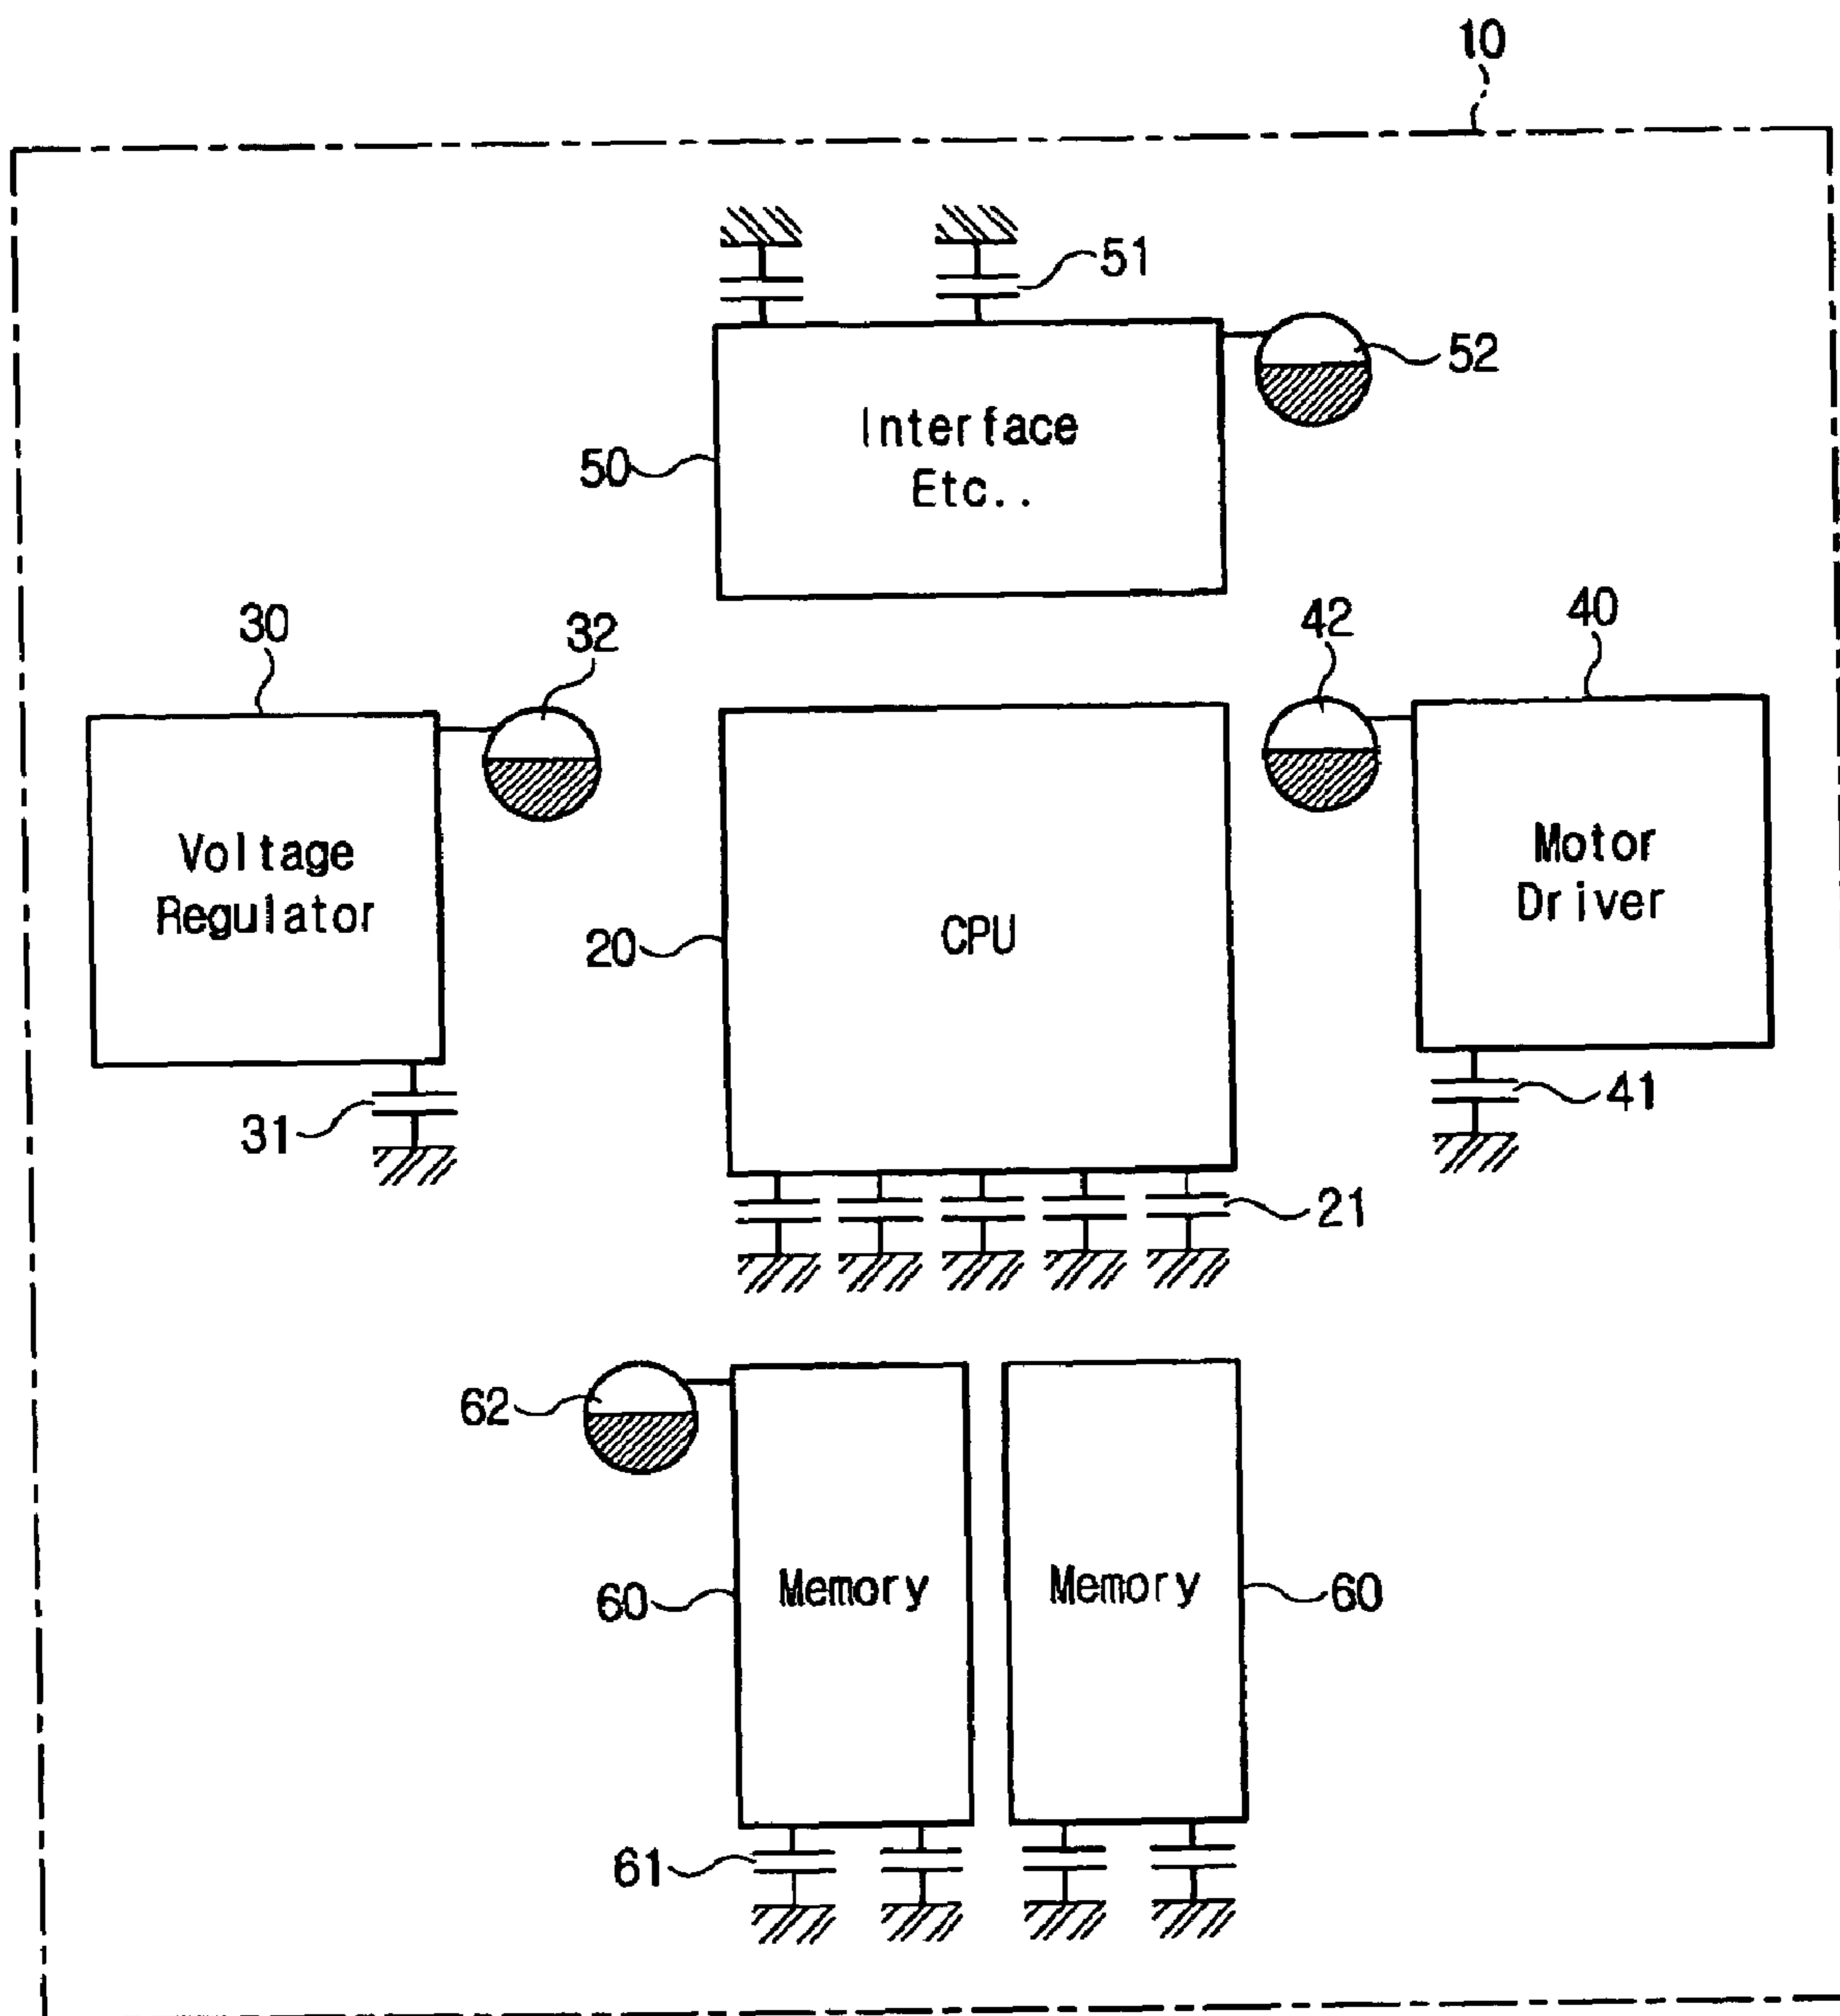 10
51
52
Interface
Etc..
50
30
32
42
40
Voltage
Regulator
CPU
Motor
Driver
20
31
41
21
62
60
Memory
Memory
60
61